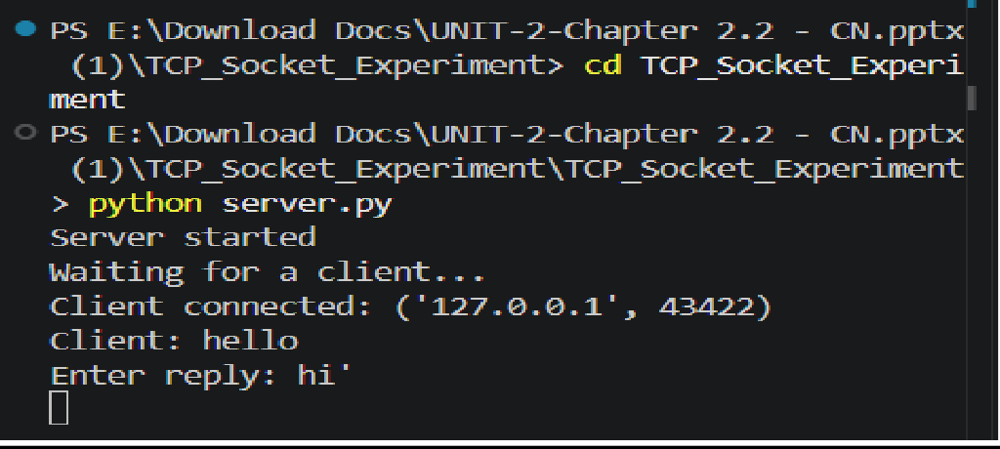 PS E:\Download Docs\UNIT-2-Chapter 2.2 - CN.pptx
(1)\TCP_Socket_Experiment> cd TCP_Socket_Experi
ment
PS E:\Download Docs\UNIT-2-Chapter 2.2 - CN.pptx
(1)\TCP_Socket_Experiment\TCP_Socket_Experiment
> python server.py
Server started
Waiting for a client...
Client connected: ('127.0.0.1', 43422)
Client: hello
Enter reply: hi'